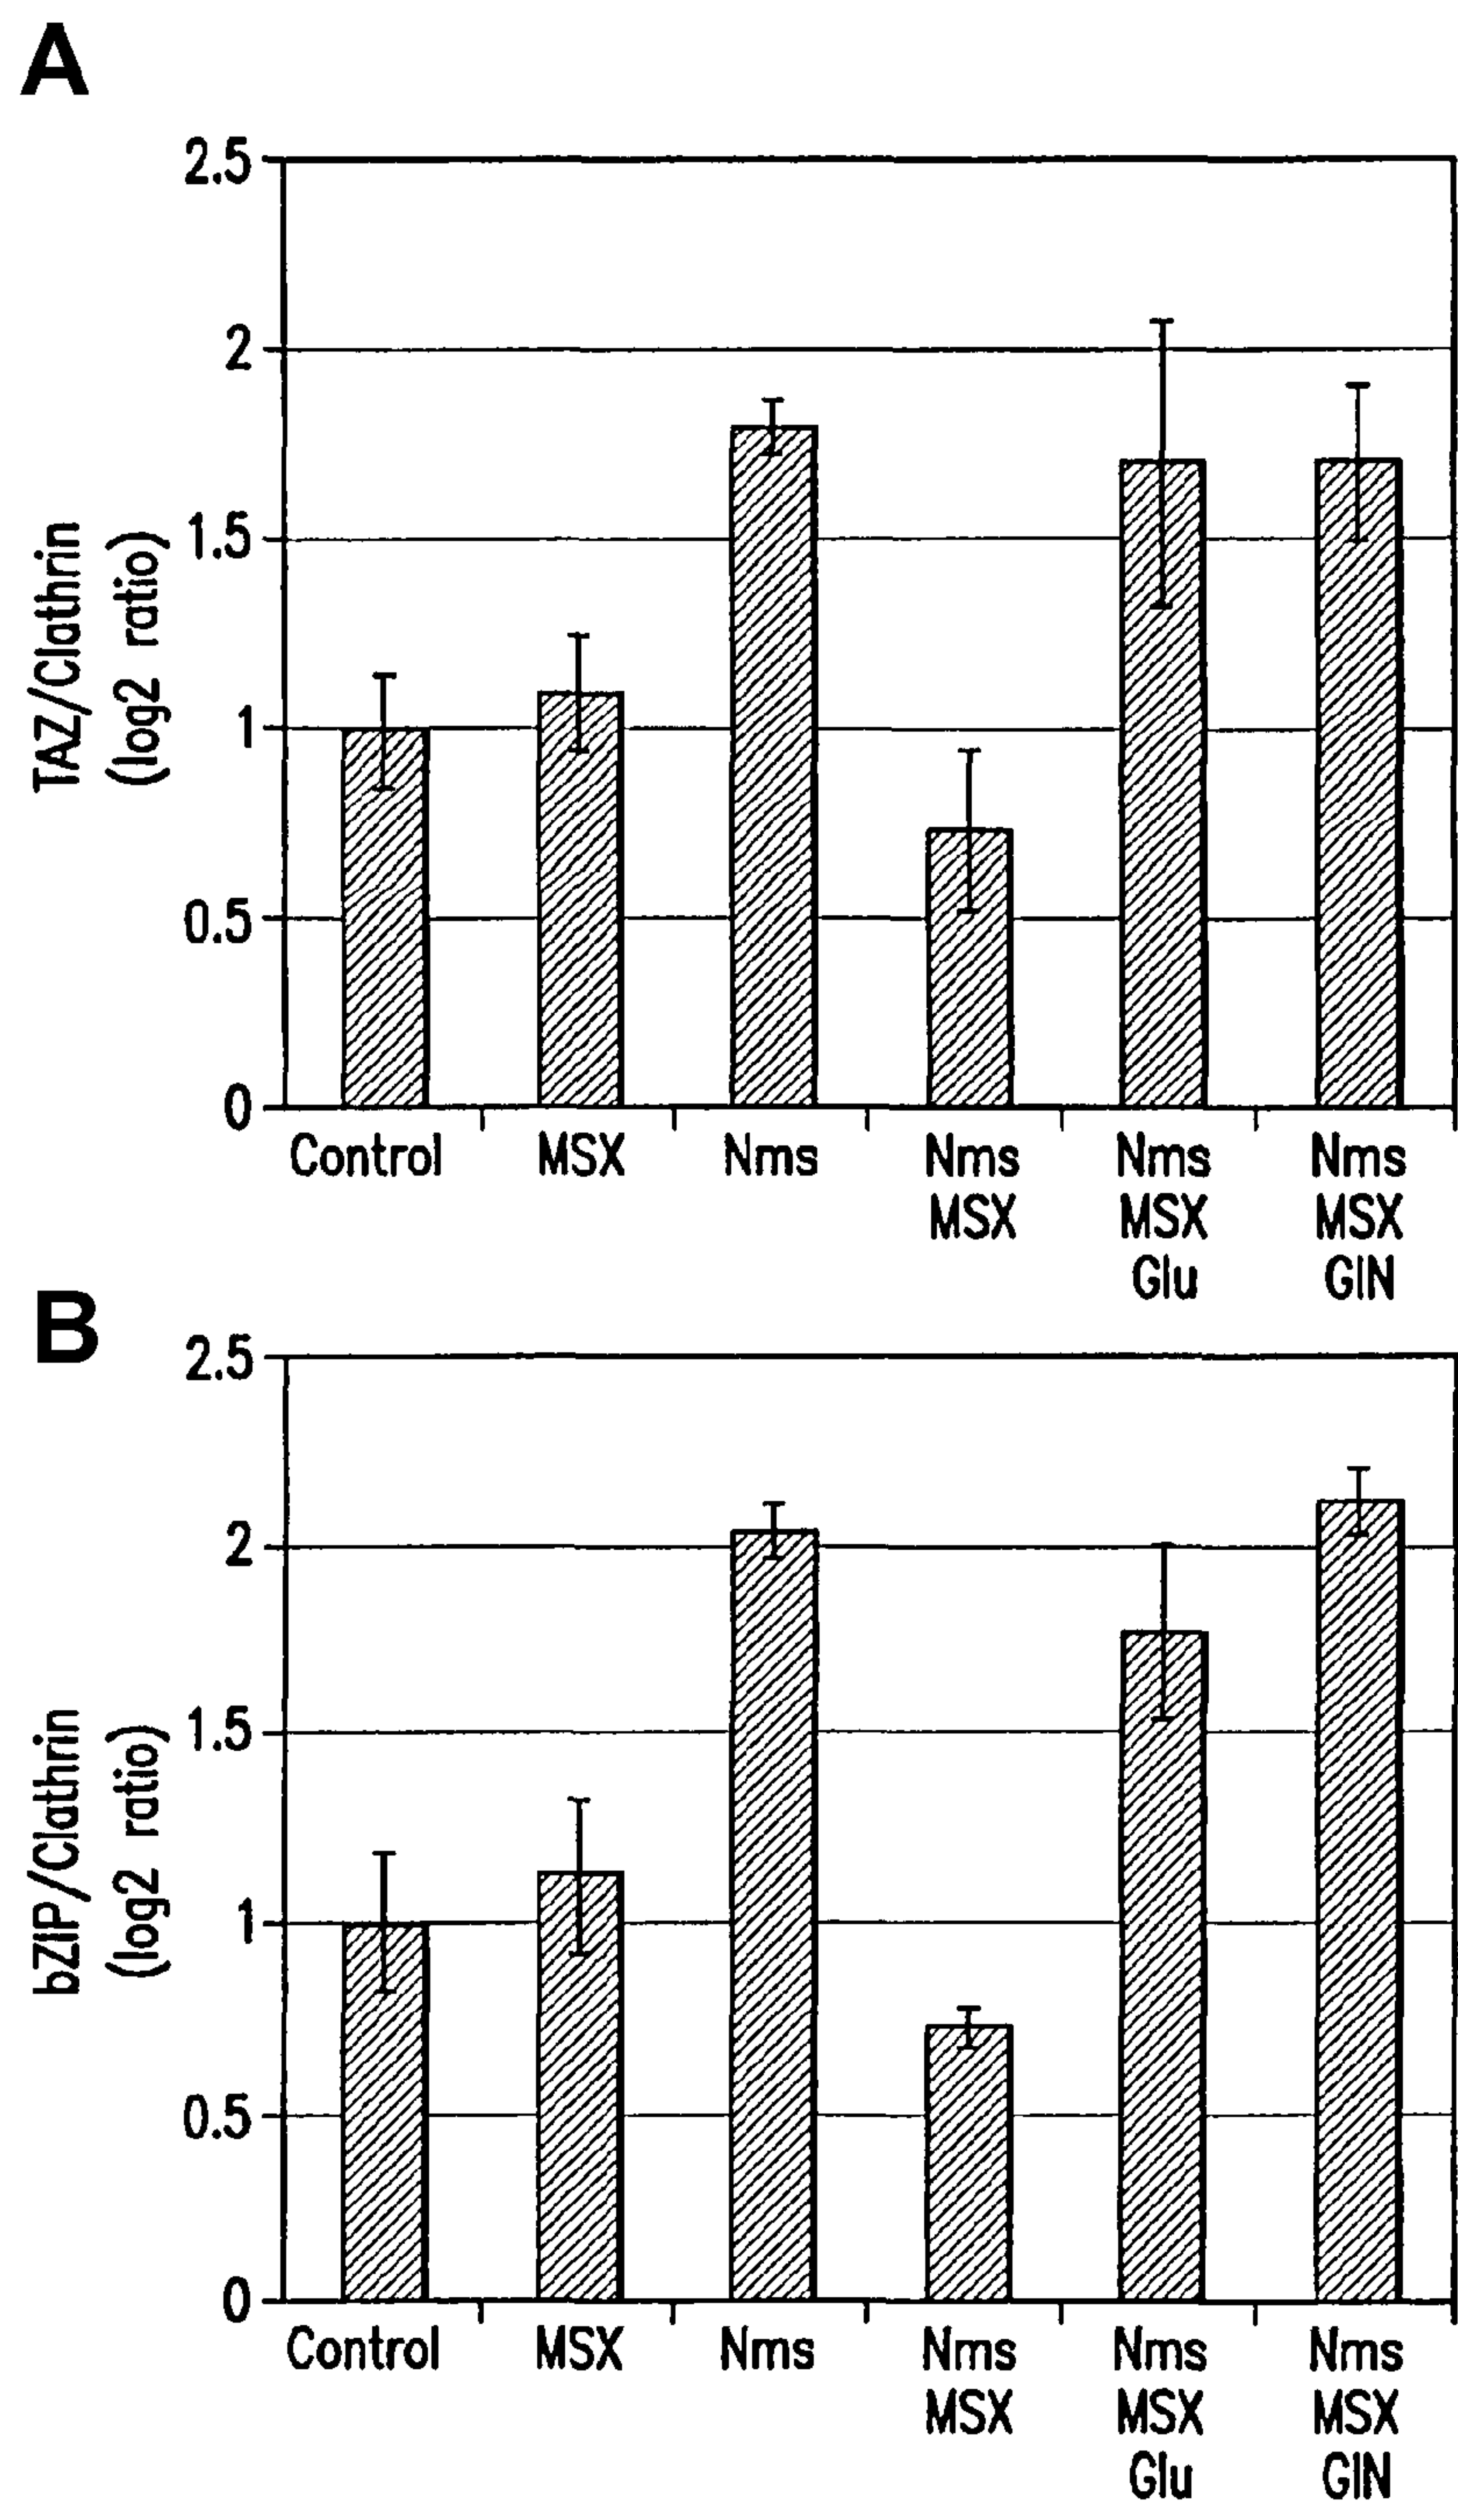 A
2.5
2
1.5
1
0.5
0
TAZ/Clathrin
(log2 ratio)
Control MSX Nms Nms Nms Nms
MSX MSX MSX
Glu GlN
B
2.5
2
1.5
1
0.5
0
bZIP/Clathrin
(log2 ratio)
Control MSX Nms Nms Nms Nms
MSX MSX MSX
Glu GlN